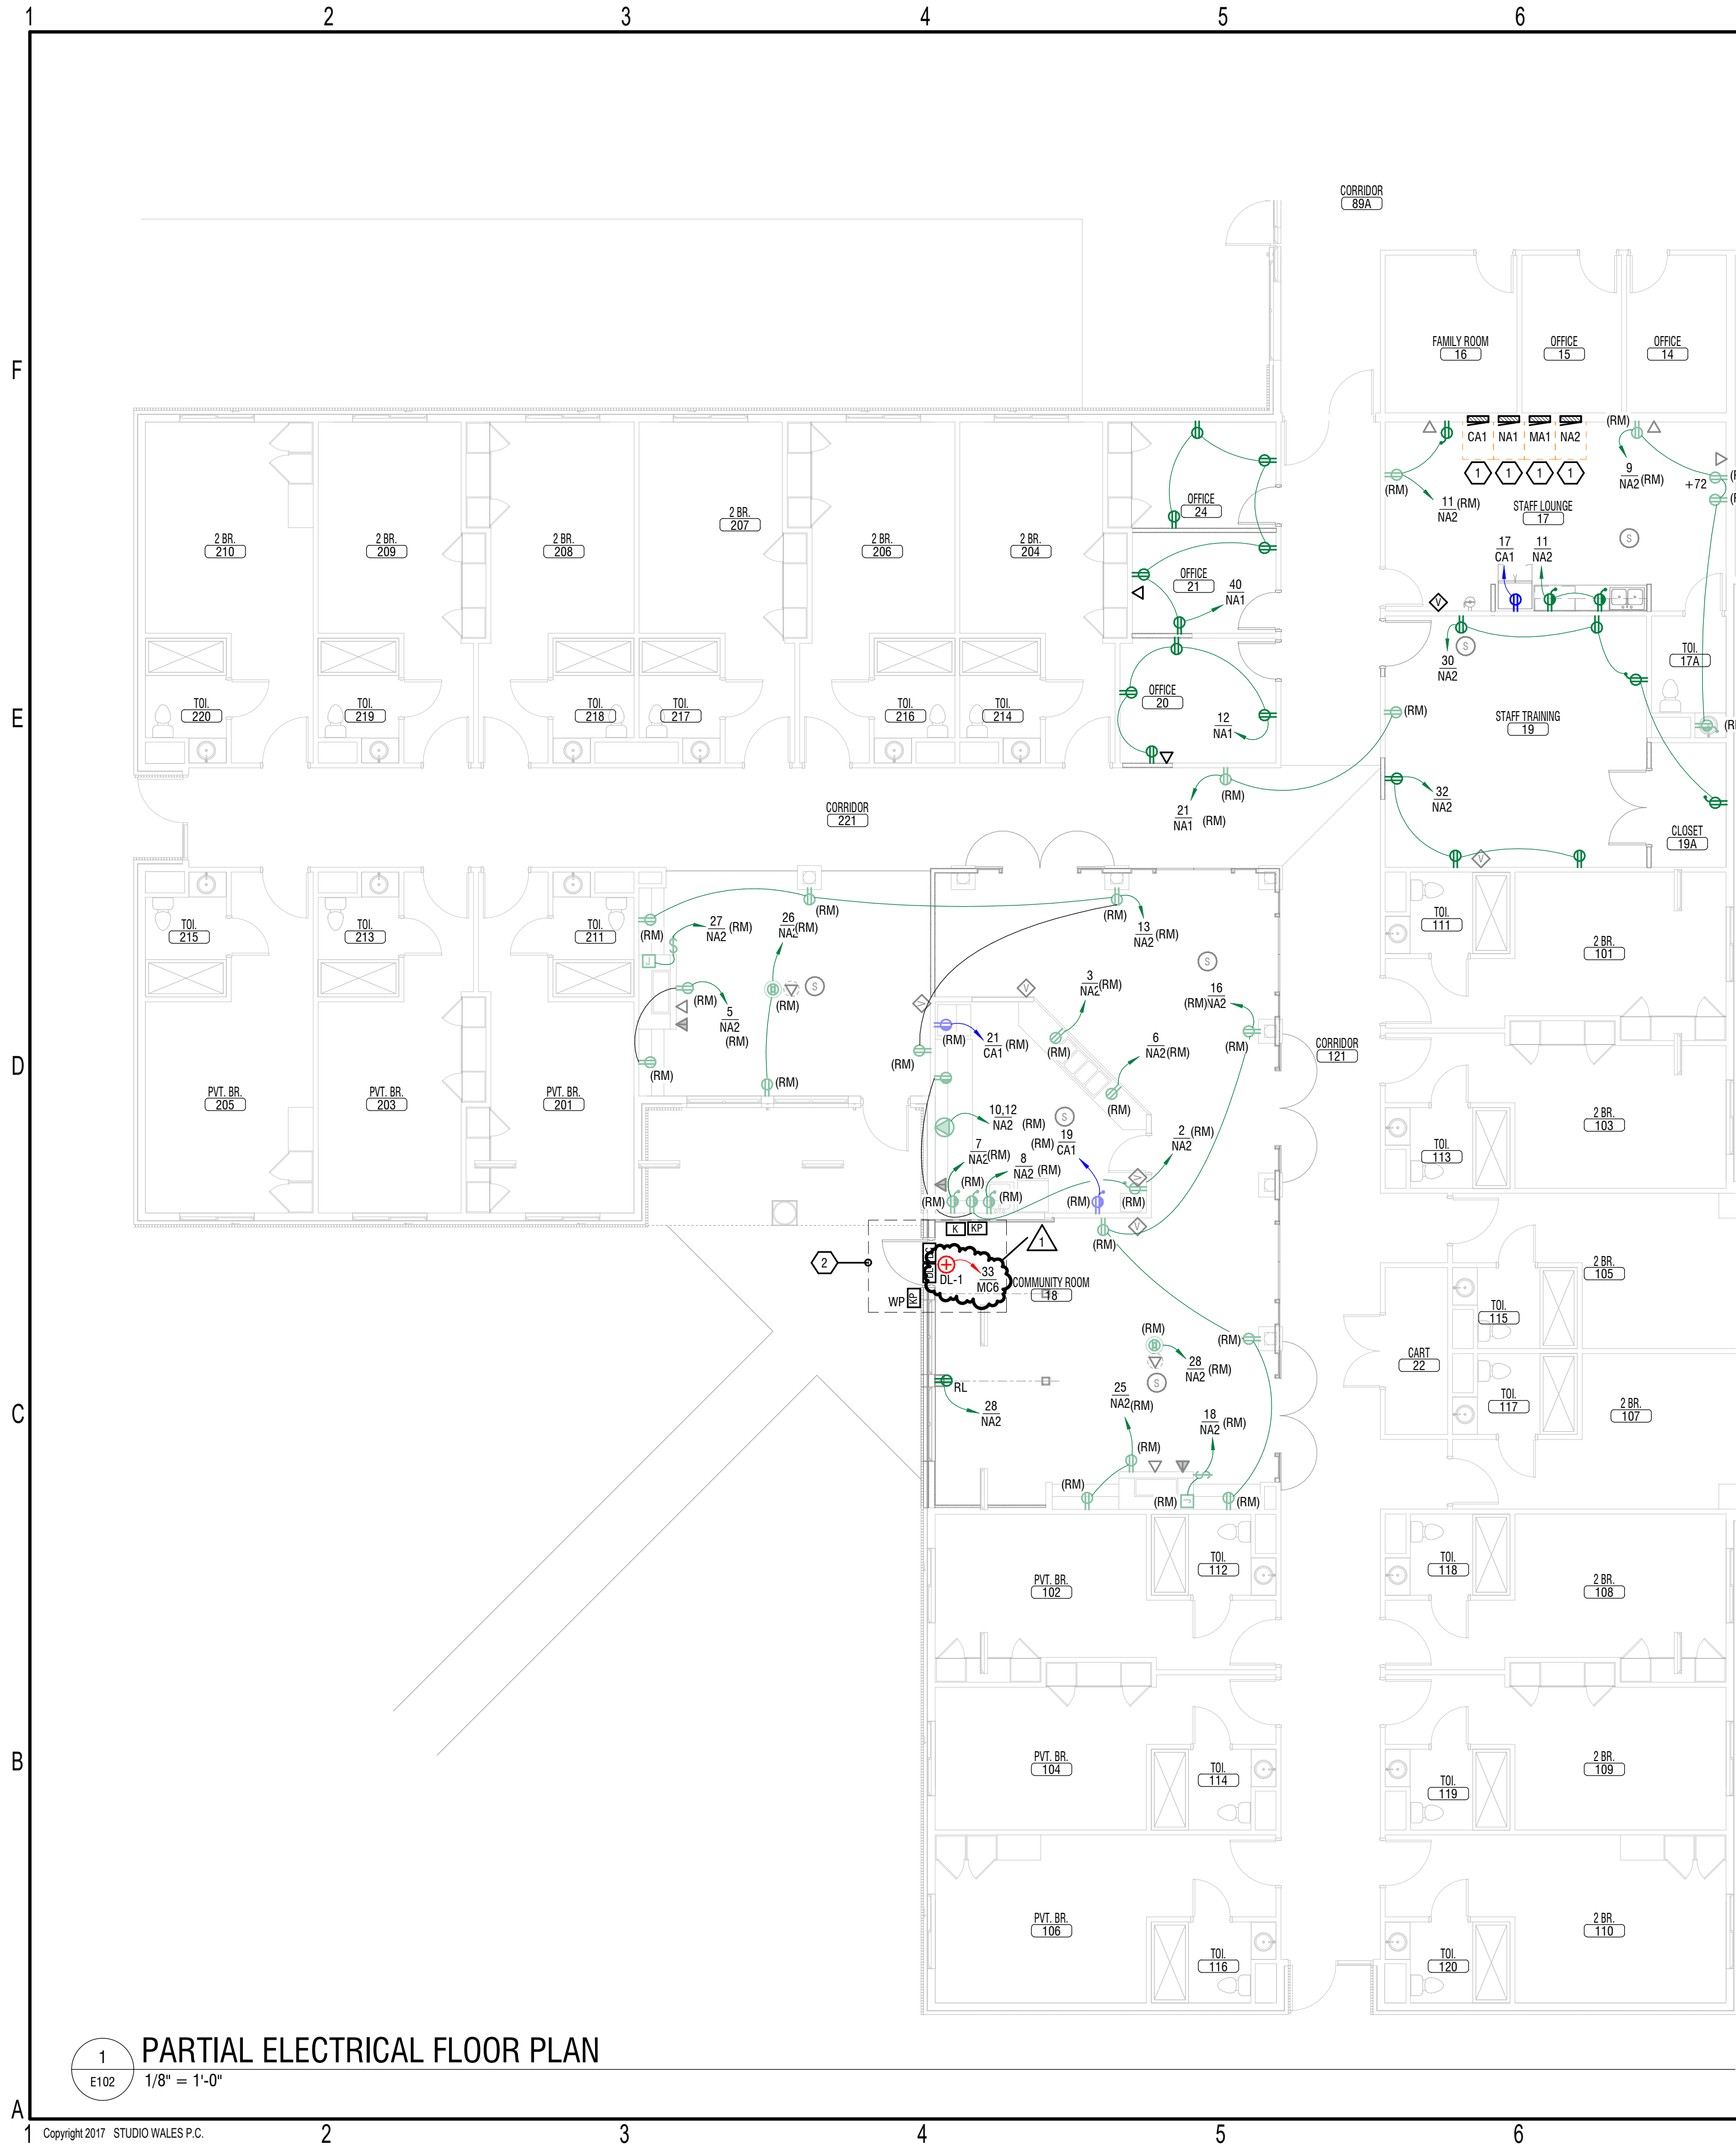 1 2 3 4 5 6
CORRIDOR
89A
F
FAMILY ROOM
16
OFFICE
15
OFFICE
14
CA1 NA1 MA1 NA2
1 1 1 1
(RM)
(RM)
11 (RM)
NA2
9
NA2 (RM)
+72
STAFF LOUNGE
17
S
17
CA1
11
NA2
V
2 BR.
210
2 BR.
209
2 BR.
208
2 BR.
207
2 BR.
206
2 BR.
204
OFFICE
24
OFFICE
21
40
NA1
OFFICE
20
12
NA1
E
TOI.
220
TOI.
219
TOI.
218
TOI.
217
TOI.
216
TOI.
214
30
NA2
S
TOI.
17A
STAFF TRAINING
19
(RM)
32
NA2
CLOSET
19A
V
(RM)
21
NA1 (RM)
CORRIDOR
221
TOI.
215
TOI.
213
TOI.
211
(RM)
27
NA2 (RM)
S
J
26
NA2(RM)
(RM)
(RM)
S
(RM)
5
NA2
(RM)
(RM)
(RM)
(RM)
13
NA2 (RM)
S
V
V
3
NA2(RM)
16
(RM)NA2
(RM)
(RM)
21
CA1 (RM)
(RM)
(RM)
6
NA2(RM)
(RM)
D
PVT. BR.
205
PVT. BR.
203
PVT. BR.
201
10,12
NA2 (RM)
S
(RM) 19
CA1
2 (RM)
NA2
7
NA2(RM)
8
NA2 (RM)
(RM)
(RM)
(RM)
(RM)
(RM)
V
V
(RM)
CORRIDOR
121
TOI.
111
2 BR.
101
TOI.
113
2 BR.
103
K KP
1
2
DL-1
33
MC6
WP KP
COMMUNITY ROOM
18
2 BR.
105
TOI.
115
CART
22
TOI.
117
2 BR.
107
(RM)
(RM)
28
NA2 (RM)
S
C
RL
28
NA2
25
NA2(RM)
18
NA2 (RM)
(RM)
(RM)
(RM)
J
(RM)
PVT. BR.
102
TOI.
112
TOI.
118
2 BR.
108
B
PVT. BR.
104
TOI.
114
TOI.
119
2 BR.
109
PVT. BR.
106
TOI.
116
TOI.
120
2 BR.
110
1
E102
PARTIAL ELECTRICAL FLOOR PLAN
1/8" = 1'-0"
A
1 2 3 4 5 6
Copyright 2017 STUDIO WALES P.C.